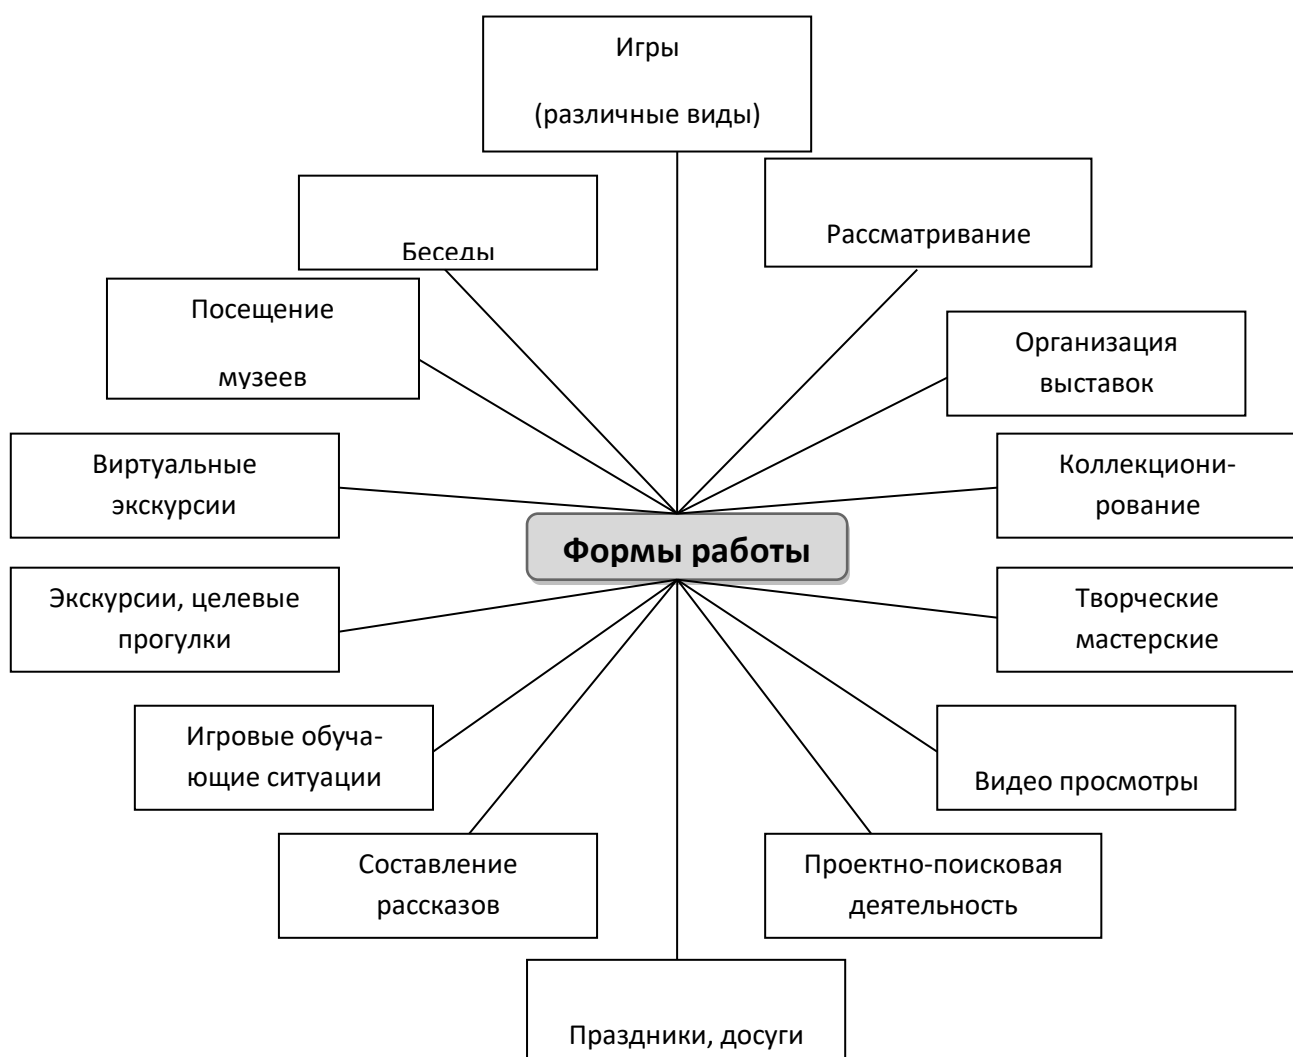 Игры
(различные виды)
Рассматривание
Беседы
Посещение
музеев
Организация
выставок
Виртуальные
экскурсии
Коллекциони-
рование
Формы работы
Экскурсии, целевые
прогулки
Творческие
мастерские
Игровые обуча-
ющие ситуации
Видео просмотры
Составление
рассказов
Проектно-поисковая
деятельность
Праздники, досуги